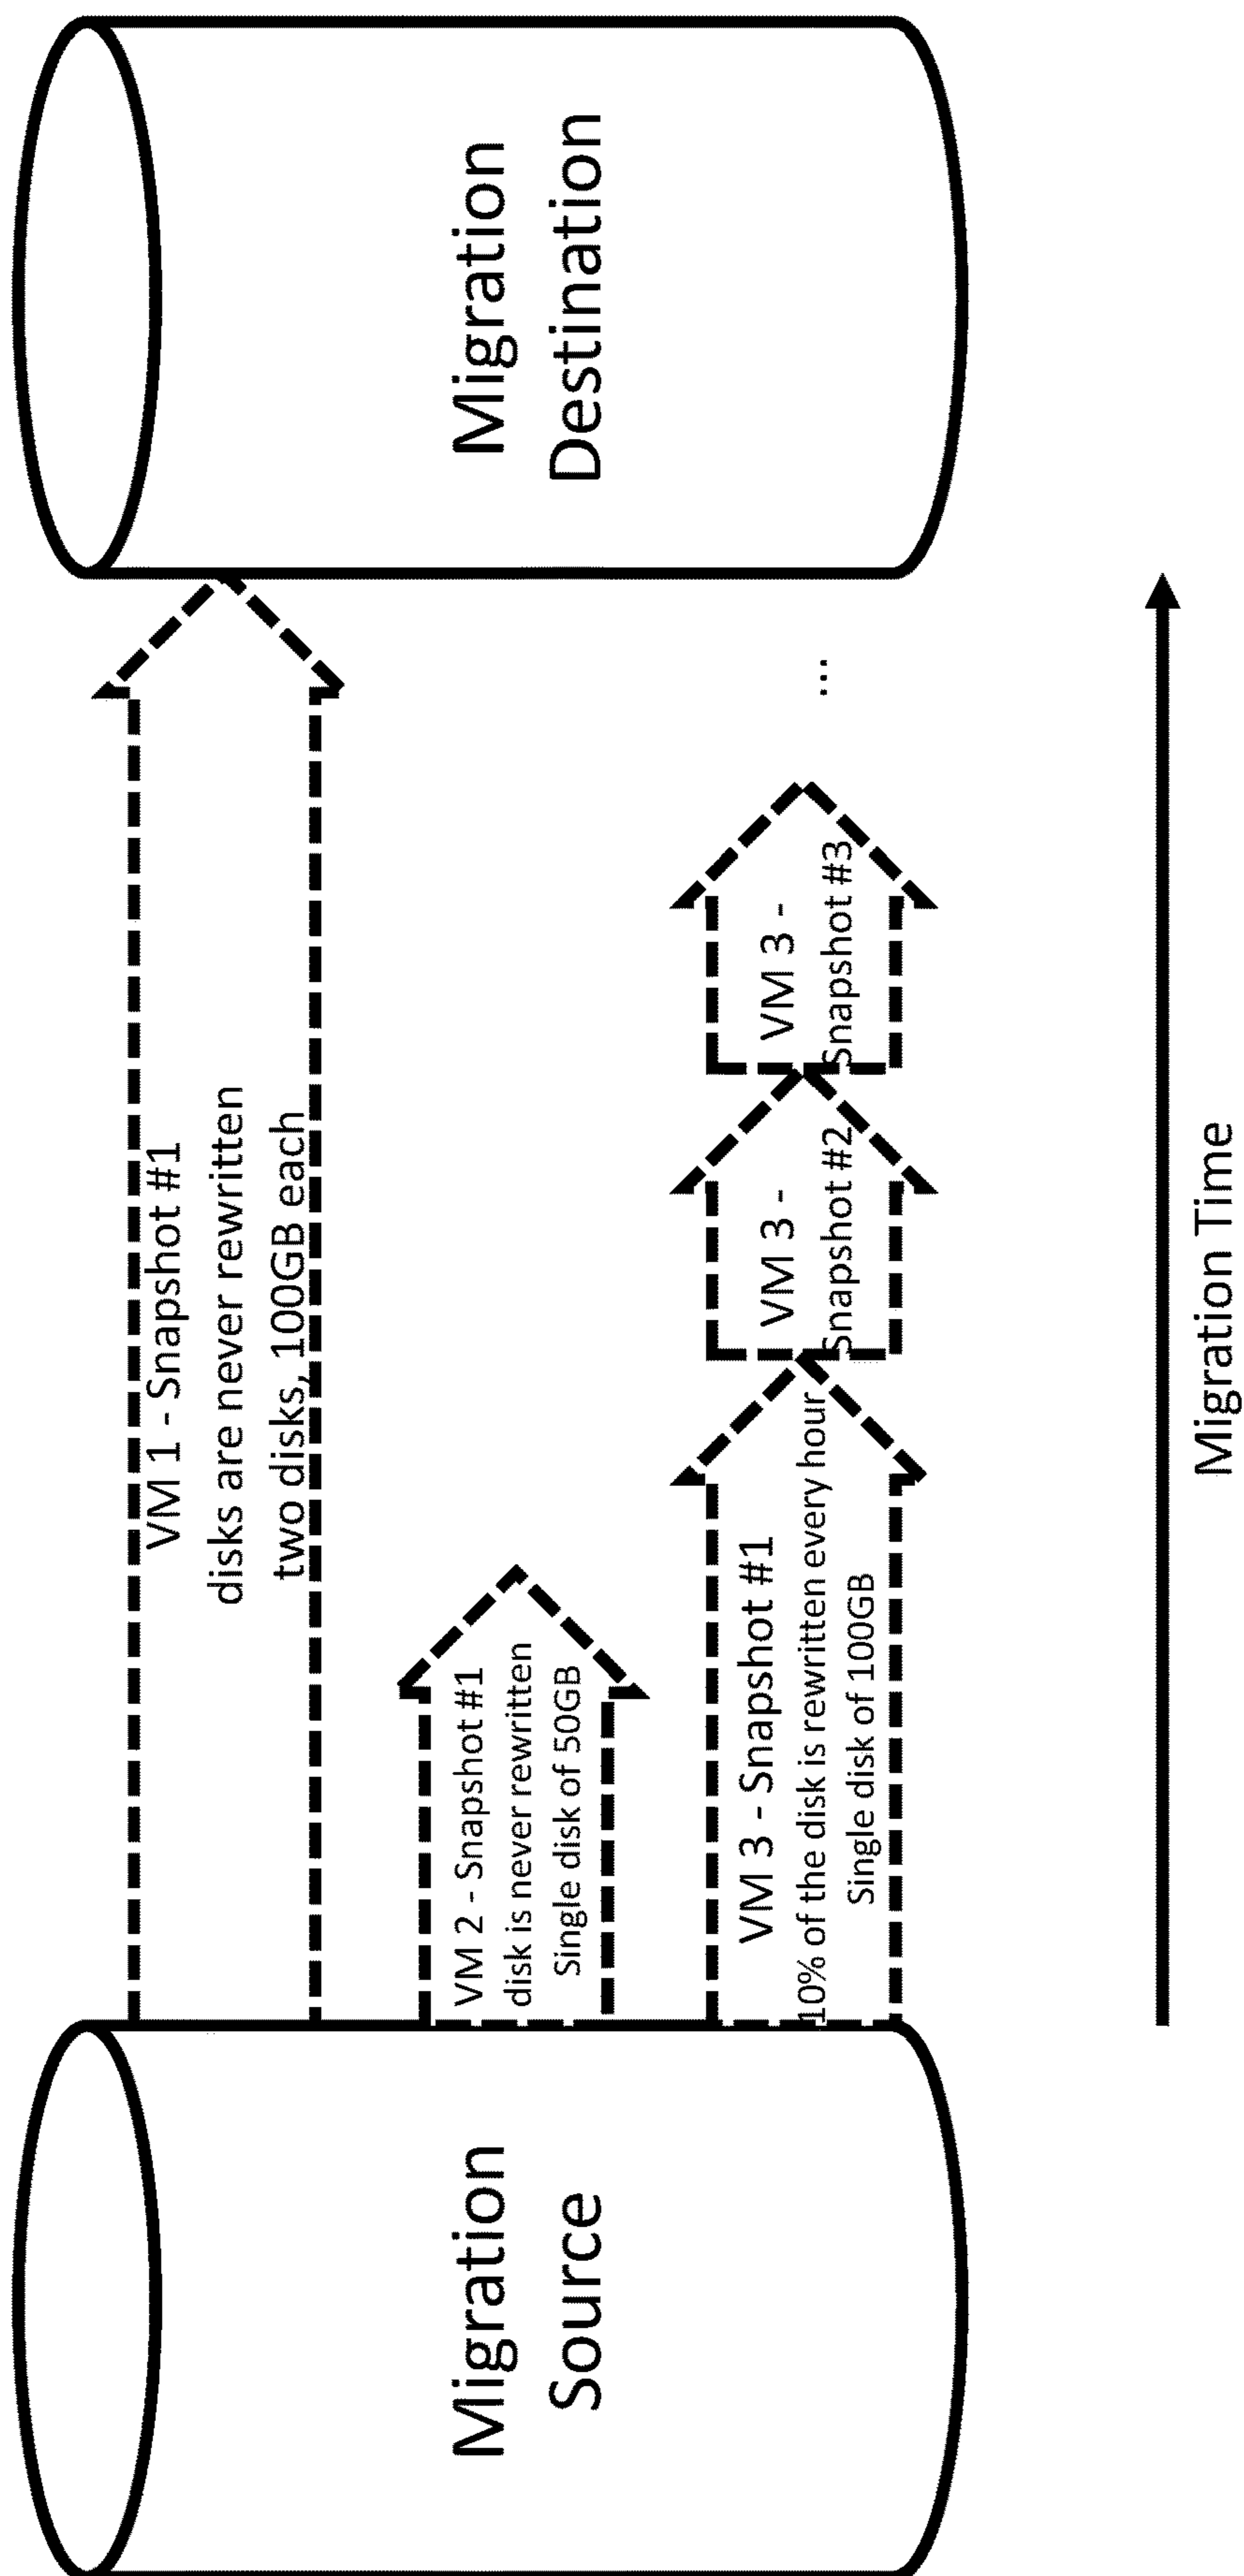 Migration
Source
VM 1 - Snapshot #1
disks are never rewritten
two disks, 100GB each
VM 2 - Snapshot #1
disk is never rewritten
Single disk of 50GB
VM 3 - Snapshot #1
10% of the disk is rewritten every hour
Single disk of 100GB
VM 3 -
Snapshot #2
VM 3 -
Snapshot #3
...
Migration
Destination
Migration Time